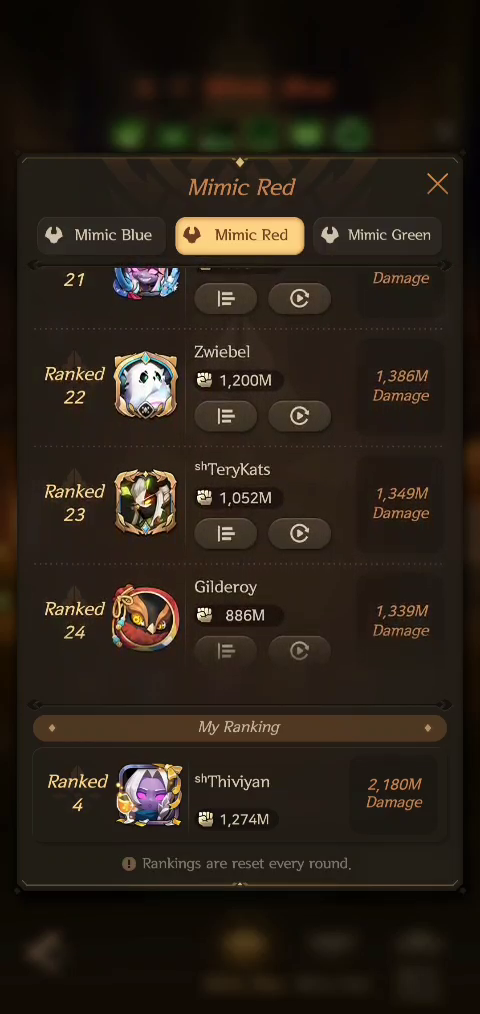 Mimic Red
Mimic Blue
Mimic Red
Mimic Green
21
Damage
Ranked
22
Zwiebel
1,200M
1,386M
Damage
Ranked
23
shTeryKats
1,052M
1,349M
Damage
Ranked
24
Gilderoy
886M
1,339M
Damage
My Ranking
Ranked
4
shThiviyan
1,274M
2,180M
Damage
Rankings are reset every round.